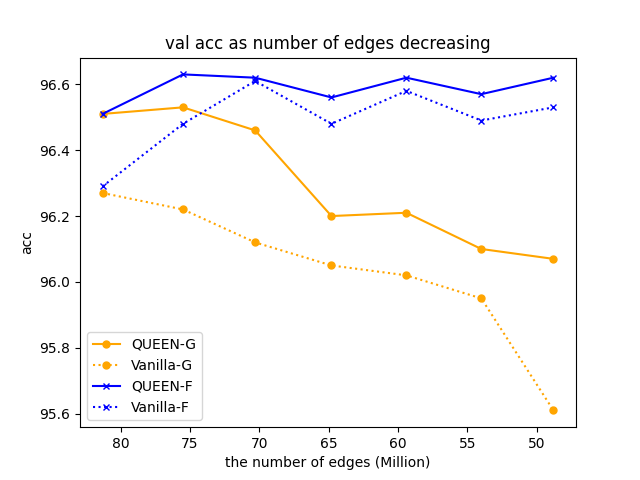 val acc as number of edges decreasing
acc
96.6
96.4
96.2
96.0
95.8
95.6
QUEEN-G
Vanilla-G
QUEEN-F
Vanilla-F
80 75 70 65 60 55 50
the number of edges (Million)